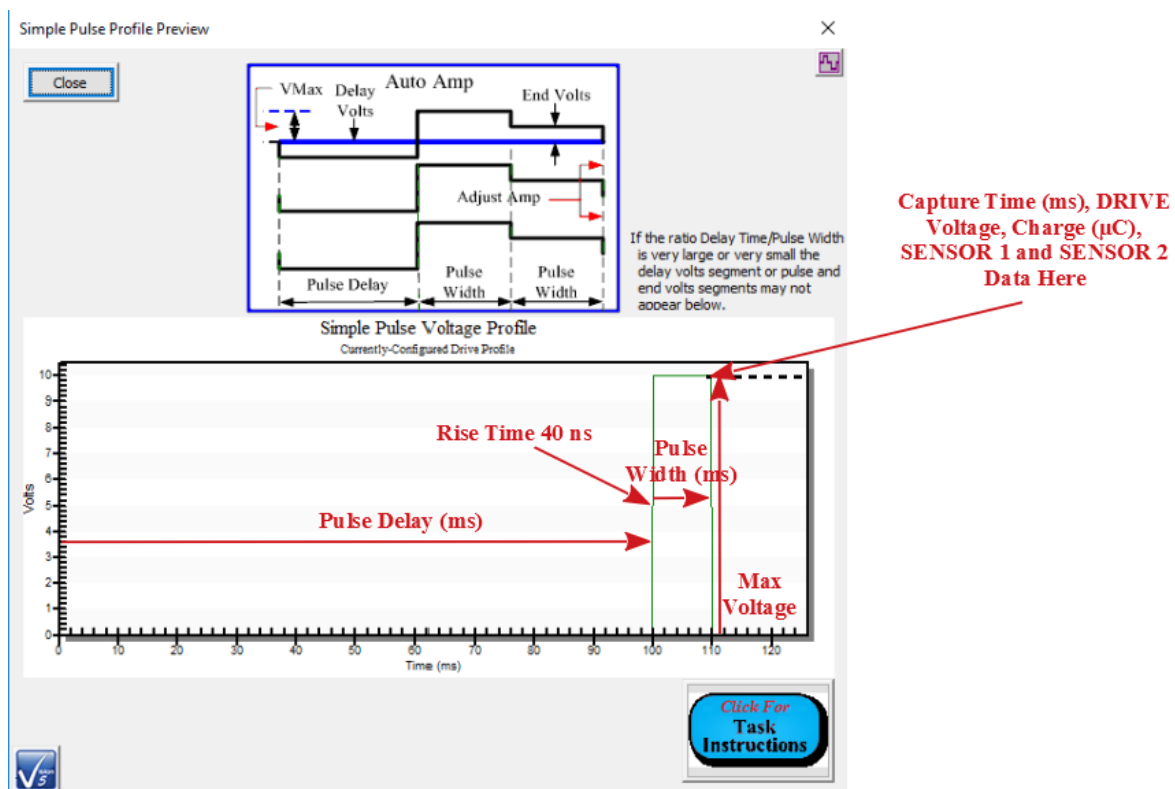 Simple Pulse Profile Preview
Close
Auto Amp
VMax
Delay
Volts
End Volts
Adjust Amp
Pulse Delay
Pulse
Width
Pulse
Width
If the ratio Delay Time/Pulse Width
is very large or very small the
delay volts segment or pulse and
end volts segments may not
appear below.
Capture Time (ms), DRIVE
Voltage, Charge (µC),
SENSOR 1 and SENSOR 2
Data Here
Simple Pulse Voltage Profile
Currently-Configured Drive Profile
Volts
10
9
8
7
6
5
4
3
2
1
0
Rise Time 40 ns
Pulse
Width (ms)
Pulse Delay (ms)
Max
Voltage
0 10 20 30 40 50 60 70 80 90 100 110 120
Time (ms)
Click For
Task
Instructions
Vision
5